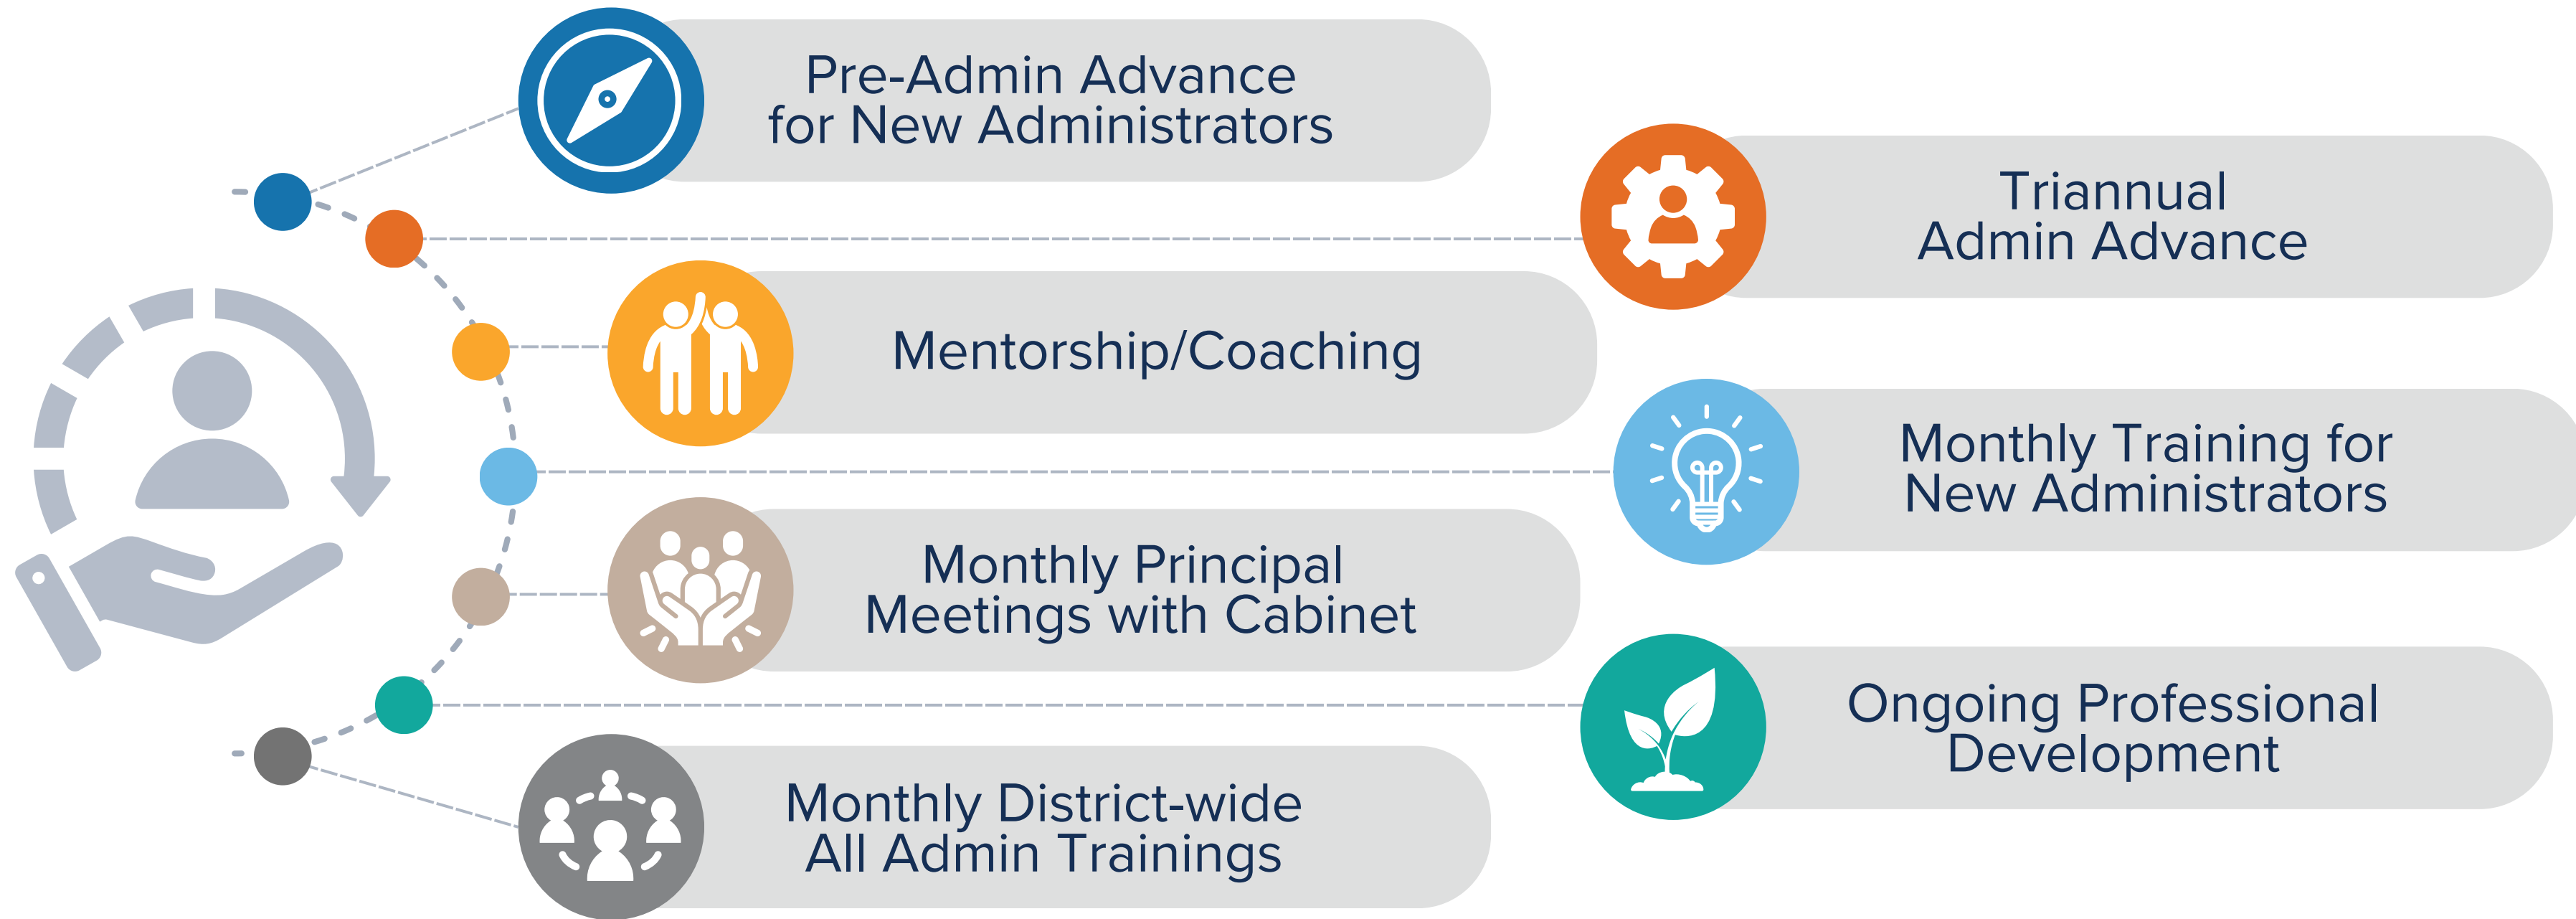 Pre-Admin Advance
for New Administrators
Triannual
Admin Advance
Mentorship/Coaching
Monthly Training for
New Administrators
Monthly Principal
Meetings with Cabinet
Ongoing Professional
Development
Monthly District-wide
All Admin Trainings